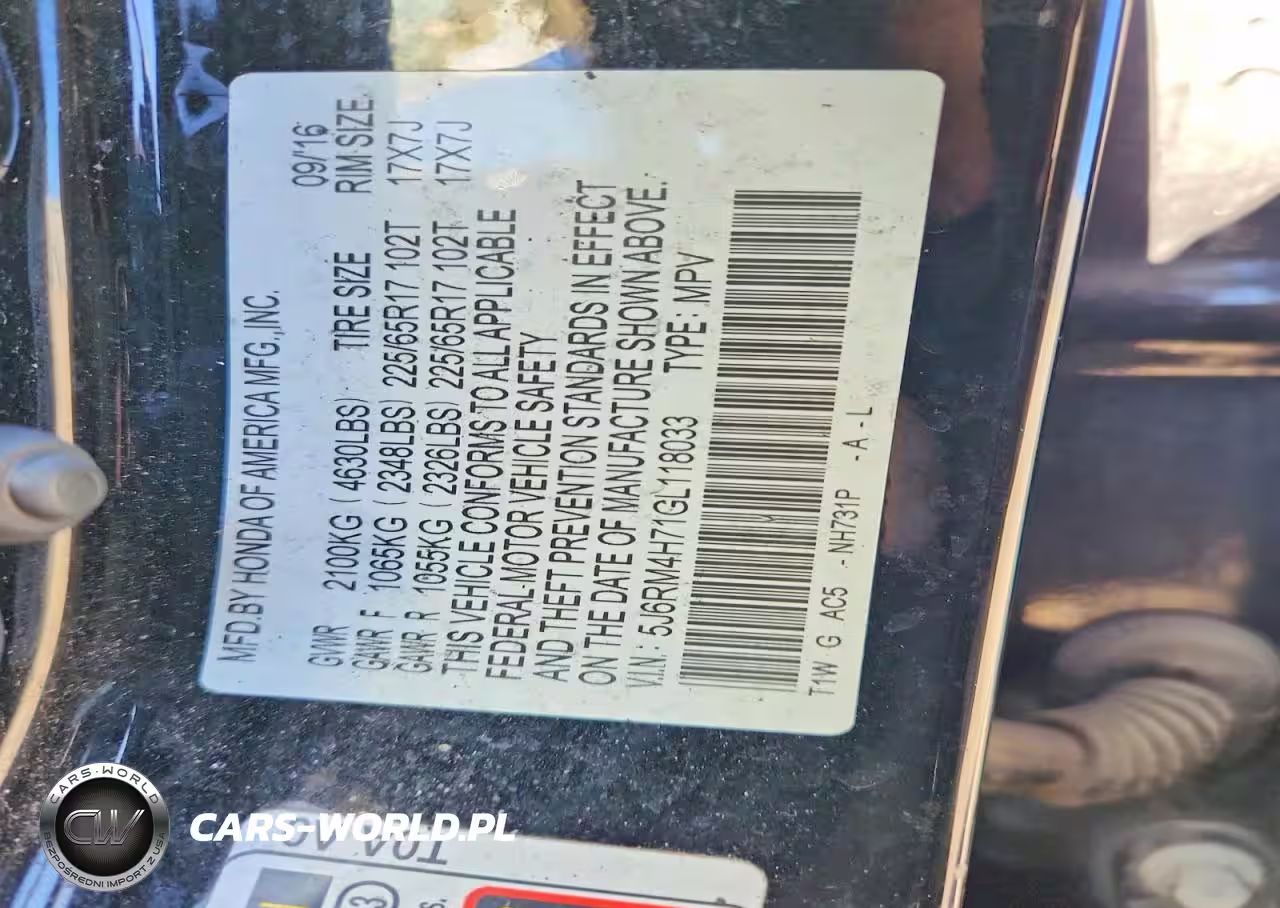 MFD.BY HONDA OF AMERICA MFG.,INC.
09/'16
GVWR 2100KG ( 4630LBS) TIRE SIZE RIM SIZE
GAWR F 1065KG ( 2348LBS) 225/65R17 102T 17X7J
GAWR R 1055KG ( 2326LBS) 225/65R17 102T 17X7J
THIS VEHICLE CONFORMS TO ALL APPLICABLE
FEDERAL MOTOR VEHICLE SAFETY
AND THEFT PREVENTION STANDARDS IN EFFECT
ON THE DATE OF MANUFACTURE SHOWN ABOVE.
V.I.N.: 5J6RM4H71GL118033 TYPE: MPV
T1W G AC5 -NH731P -A-L
CARS-WORLD
CW
BEZPOŚREDNI IMPORT Z USA
CARS-WORLD.PL